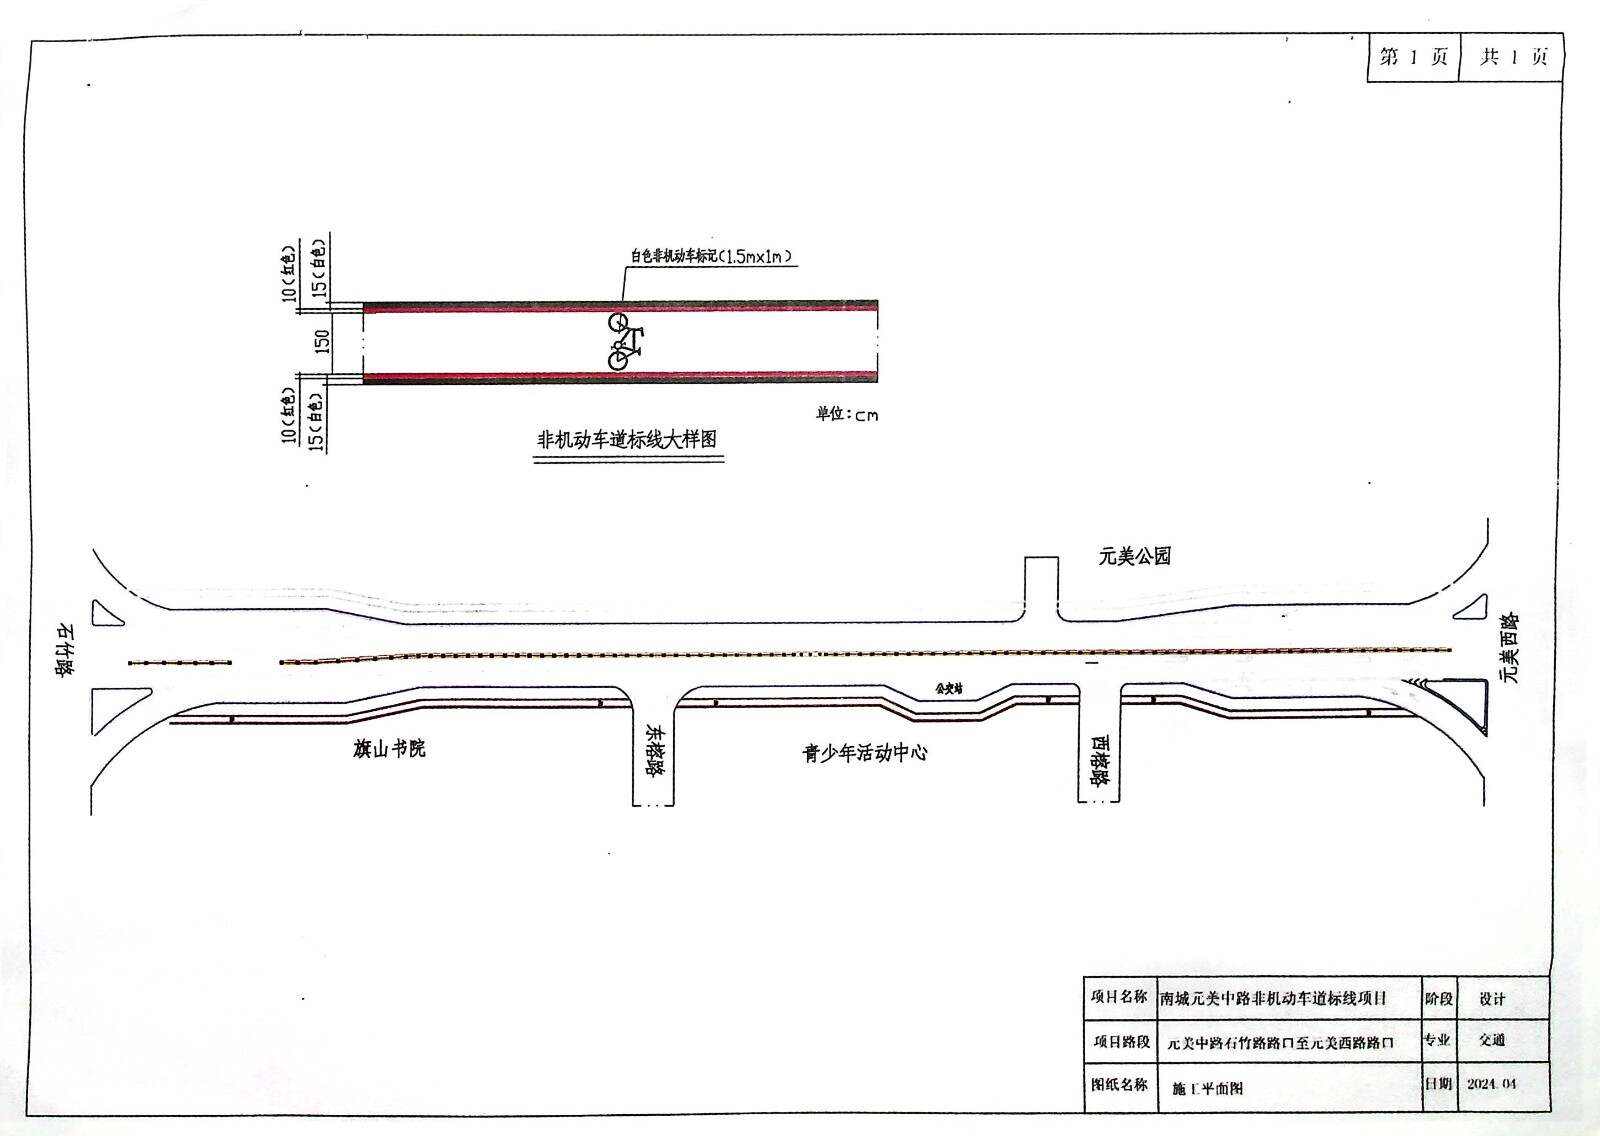 第 1 页 共 1 页
10(红色)
15(白色)
白色非机动车标记(1.5mx1m)
150
10(红色)
15(白色)
单位:cm
非机动车道标线大样图
元美公园
石竹路
元美西路
公交站
旗山书院
东榕路
青少年活动中心
西榕路
项目名称 南城元美中路非机动车道标线项目 阶段 设计
项目路段 元美中路石竹路路口至元美西路路口 专业 交通
图纸名称 施工平面图 日期 2024.04